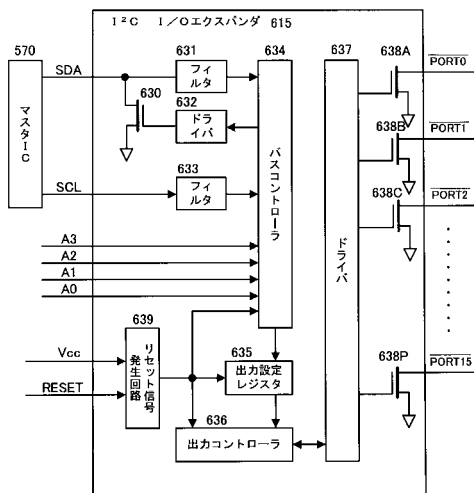 I²C I/Oエクスパンダ 615
570
マスタIC
SDA
630
631
フィルタ
632
ドライバ
633
フィルタ
SCL
634
バスコントローラ
637
ドライバ
638A
PORT0
638B
PORT1
638C
PORT2
638P
PORT15
A3
A2
A1
A0
Vcc
RESET
639
リセット信号
発生回路
635
出力設定
レジスタ
636
出力コントローラ